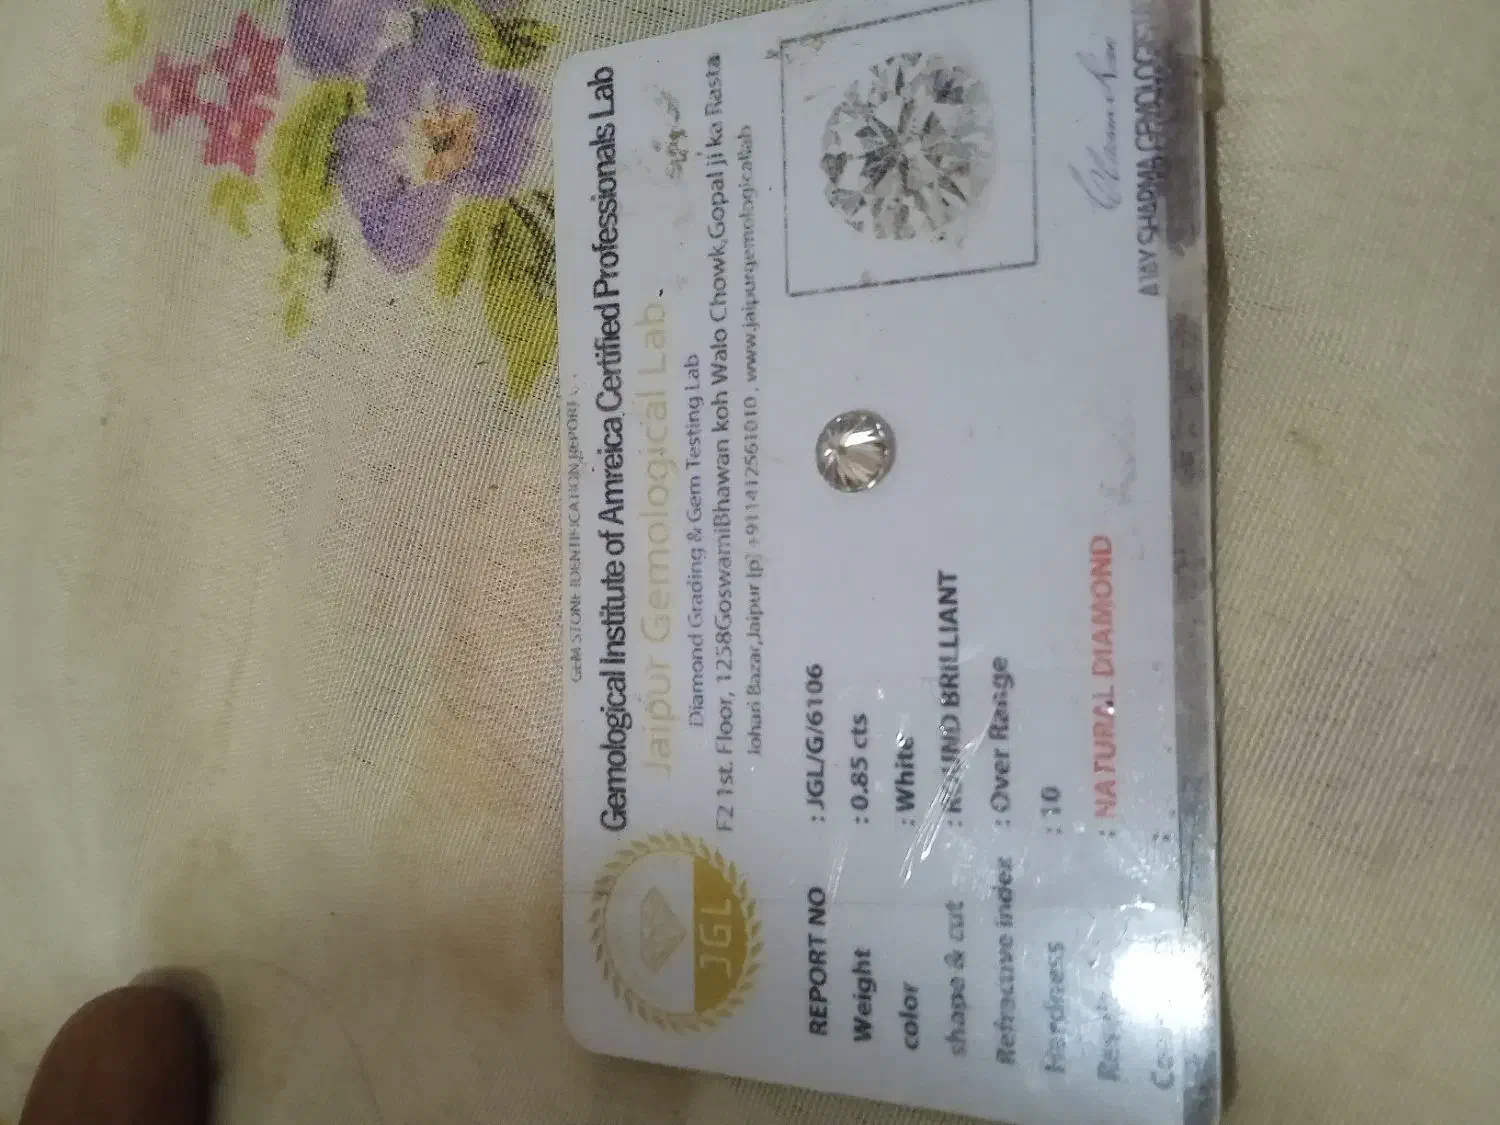 GEM STONE IDENTIFICATION REPORT
Gemological Institute of Amreica Certified Professionals Lab
Jaipur Gemological Lab.
Diamond Grading & Gem Testing Lab
F2 1st. Floor, 1258GoswamiBhawan koh Walo Chowk,Gopal ji ka Rasta
Johari Bazar,Jaipur (p) +911412561010 , www.jaipurgemologicallab
JGL
REPORT NO : JGL/G/6106
Weight : 0.85 cts
color : White
shape & cut : ROUND BRILLIANT
Refractive index : Over Range
Hardness : 10
: NATURAL DIAMOND
SHARMA